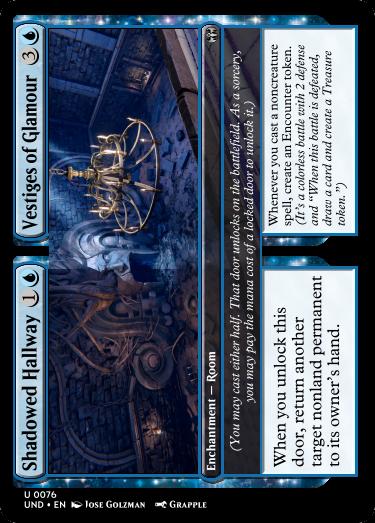 Shadowed Hallway 1
When you unlock this
door, return another
target nonland permanent
to its owner's hand.
Vestiges of Glamour 3
Whenever you cast a noncreature
spell, create an Encounter token.
(It's a colorless battle with 2 defense
and "When this battle is defeated,
draw a card and create a Treasure
token.")
Enchantment — Room
(You may cast either half. That door unlocks on the battlefield. As a sorcery,
you may pay the mana cost of a locked door to unlock it.)
U 0076
UND • EN Jose Golzman Grapple